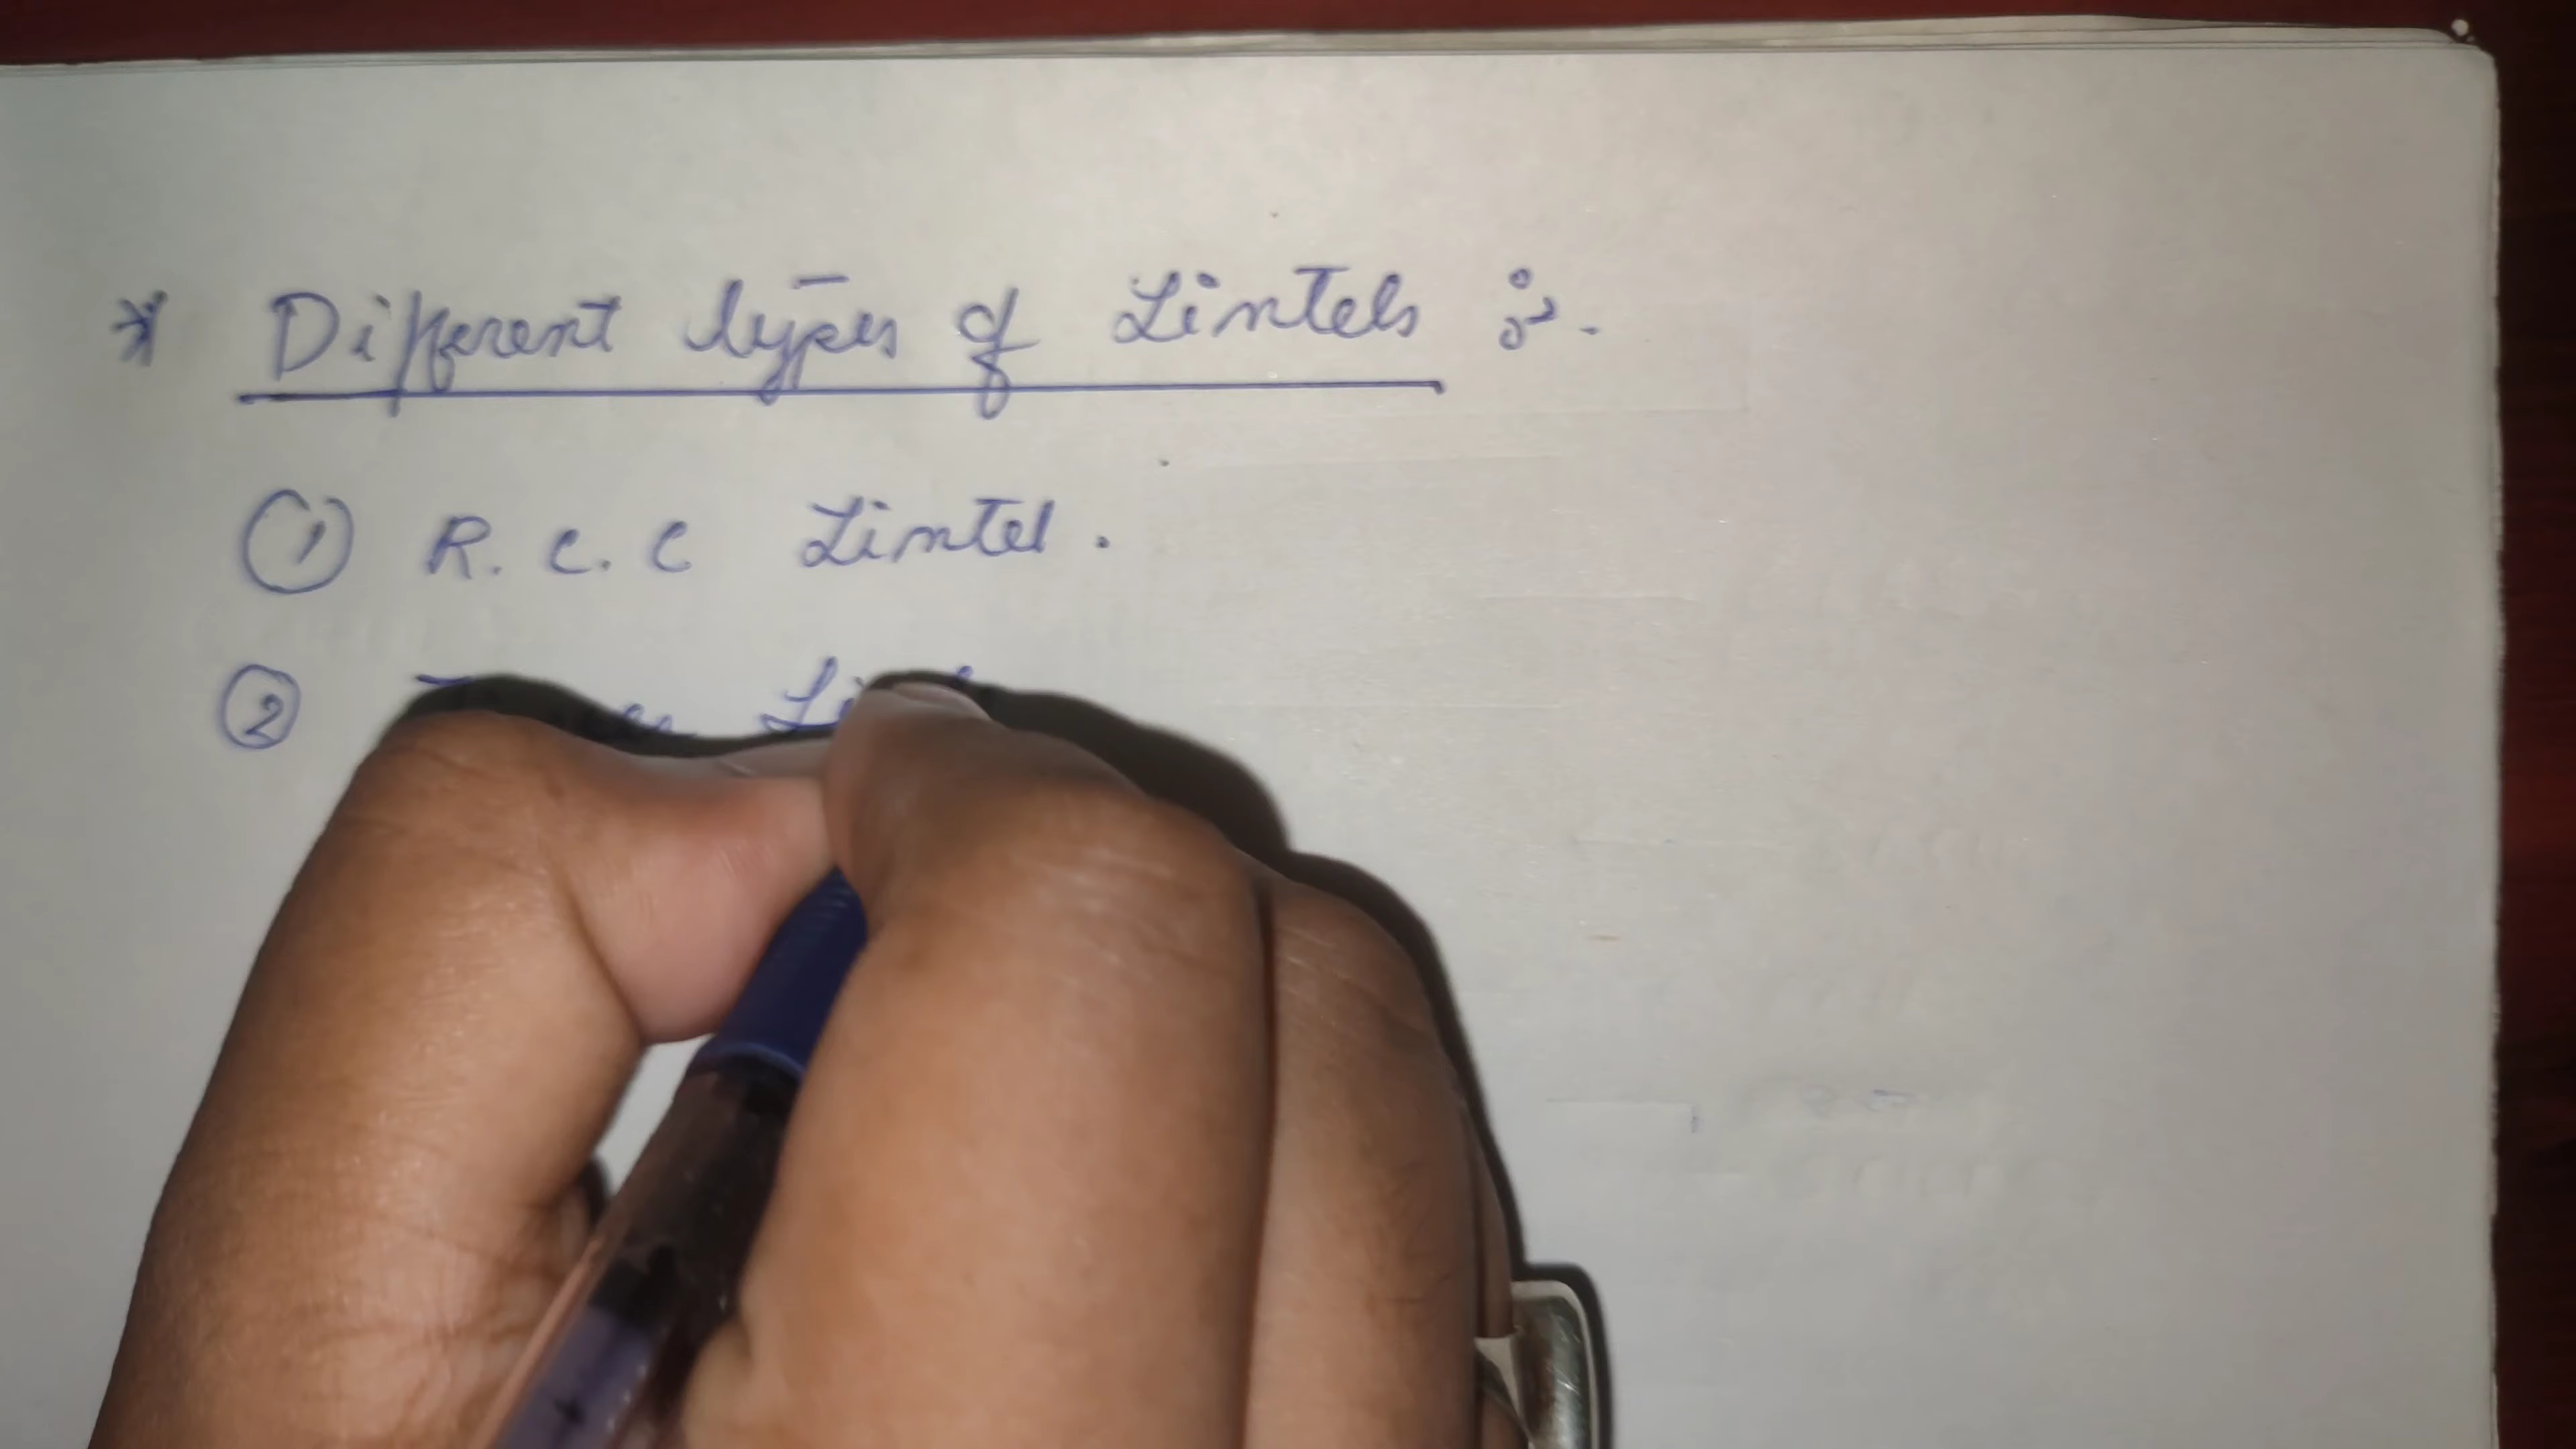 * Different types of Lintels :-
① R. C. C Lintel.
②